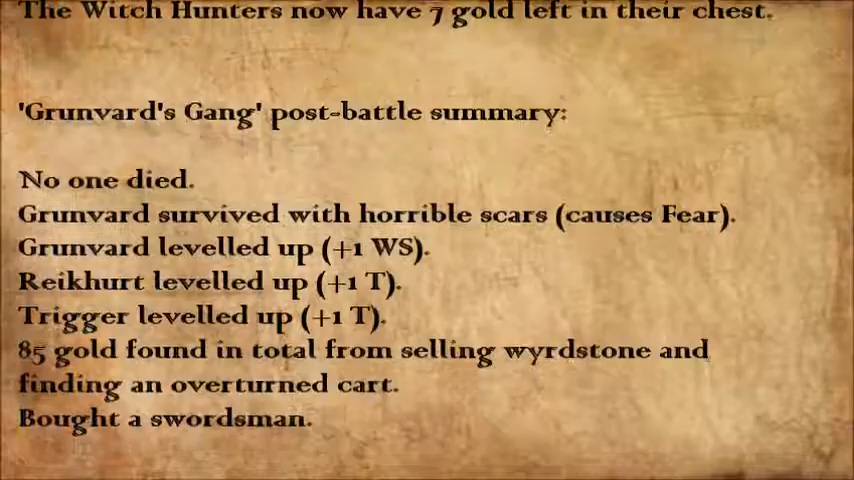 The Witch Hunters now have 7 gold left in their chest.
'Grunvard's Gang' post-battle summary:
No one died.
Grunvard survived with horrible scars (causes Fear).
Grunvard levelled up (+1 WS).
Reikhurt levelled up (+1 T).
Trigger levelled up (+1 T).
85 gold found in total from selling wyrdstone and
finding an overturned cart.
Bought a swordsman.